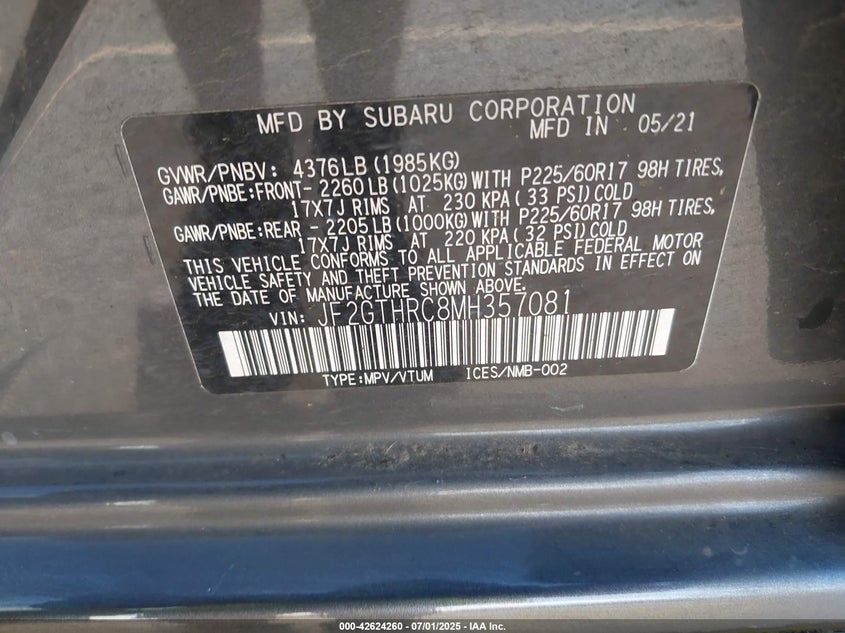 MFD BY SUBARU CORPORATION
MFD IN 05/21
GVWR/PNBV: 4376LB (1985KG)
GAWR/PNBE:FRONT- 2260LB (1025KG)WITH P225/60R17 98H TIRES,
17X7J RIMS AT 230 KPA ( 33 PSI)COLD
GAWR/PNBE:REAR - 2205LB (1000KG)WITH P225/60R17 98H TIRES,
17X7J RIMS AT 220 KPA ( 32 PSI)COLD
THIS VEHICLE CONFORMS TO ALL APPLICABLE FEDERAL MOTOR
VEHICLE SAFETY AND THEFT PREVENTION STANDARDS IN EFFECT ON
THE DATE OF MANUFACTURE SHOWN ABOVE.
VIN: JF2GTHRC8MH357081
TYPE:MPV/VTUM ICES/NMB-002
000-42624260 - 07/01/2025 - IAA Inc.